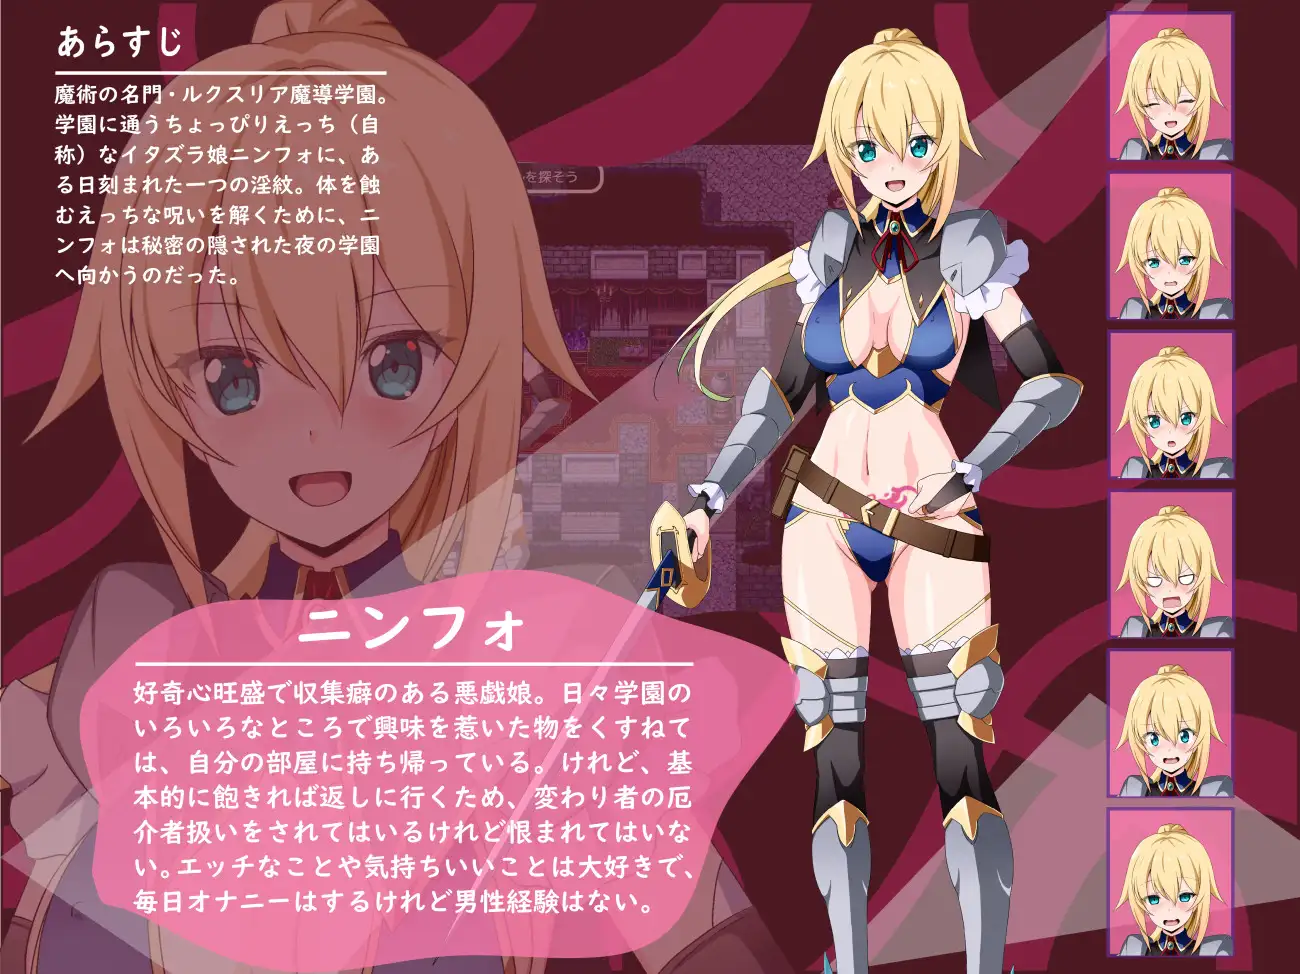 あらすじ
魔術の名門・ルクスリア魔導学園。
学園に通うちょっぴりえっち（自
称）なイタズラ娘ニンフォに、あ
る日刻まれた一つの淫紋。体を蝕
むえっちな呪いを解くために、ニ
ンフォは秘密の隠された夜の学園
へ向かうのだった。
を探そう
ニンフォ
好奇心旺盛で収集癖のある悪戯娘。日々学園の
いろいろなところで興味を惹いた物をくすねて
は、自分の部屋に持ち帰っている。けれど、基
本的に飽きれば返しに行くため、変わり者の厄
介者扱いをされてはいるけれど恨まれてはいな
い。エッチなことや気持ちいいことは大好きで、
毎日オナニーはするけれど男性経験はない。